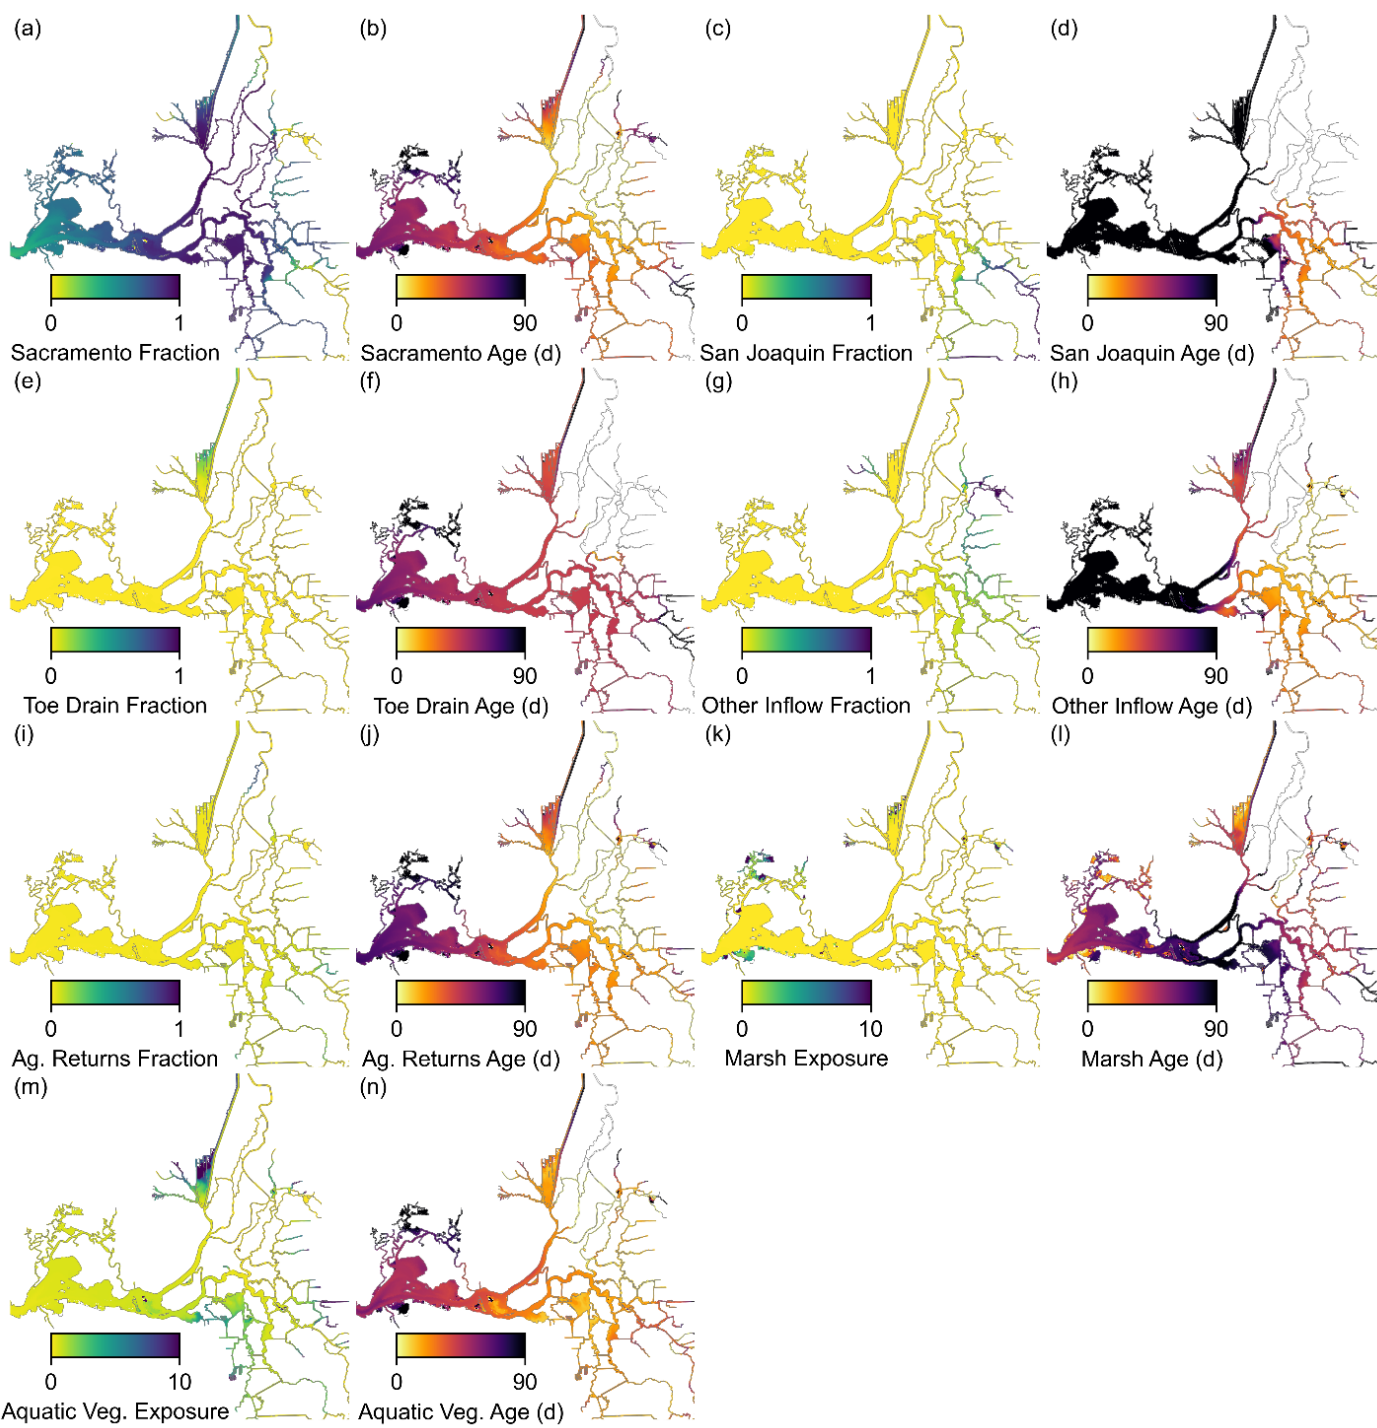 (a) (b) (c) (d)
0 1 0 90 0 1 0 90
Sacramento Fraction Sacramento Age (d) San Joaquin Fraction San Joaquin Age (d)
(e) (f) (g) (h)
0 1 0 90 0 1 0 90
Toe Drain Fraction Toe Drain Age (d) Other Inflow Fraction Other Inflow Age (d)
(i) (j) (k) (l)
0 1 0 90 0 10 0 90
Ag. Returns Fraction Ag. Returns Age (d) Marsh Exposure Marsh Age (d)
(m) (n)
0 10 0 90
Aquatic Veg. Exposure Aquatic Veg. Age (d)